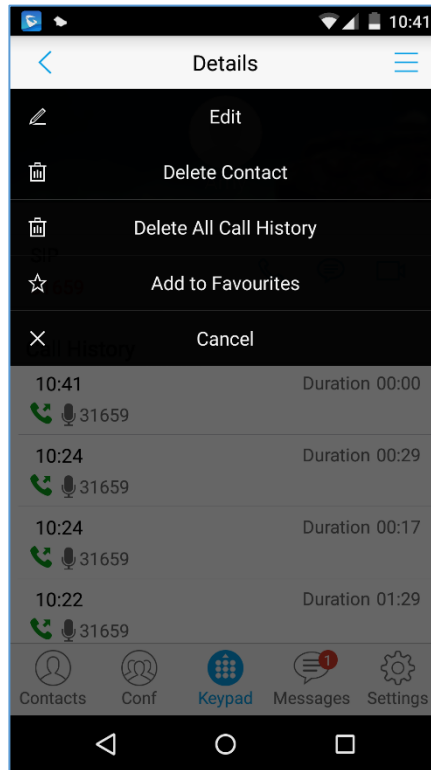 10:41
Details
Edit
Delete Contact
Delete All Call History
SIP
Add to Favourites
Cancel
Call History
10:41 Duration 00:00
31659
10:24 Duration 00:29
31659
10:24 Duration 00:17
31659
10:22 Duration 01:29
31659
1
Contacts Conf Keypad Messages Settings